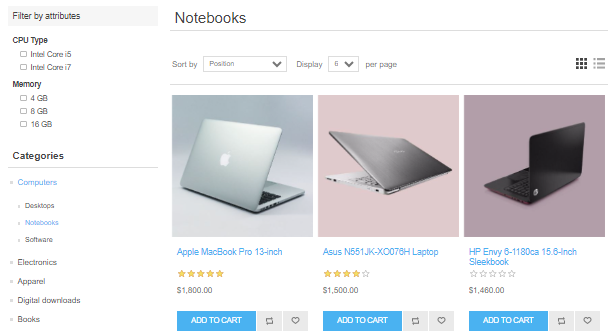 Filter by attributes
CPU Type
Intel Core i5
Intel Core i7
Memory
4 GB
8 GB
16 GB
Categories
Computers
Desktops
Notebooks
Software
Electronics
Apparel
Digital downloads
Books
Notebooks
Sort by Position Display 6 per page
Apple MacBook Pro 13-inch
$1,800.00
ADD TO CART
Asus N551JK-XO076H Laptop
$1,500.00
ADD TO CART
HP Envy 6-1180ca 15.6-Inch
Sleekbook
$1,460.00
ADD TO CART